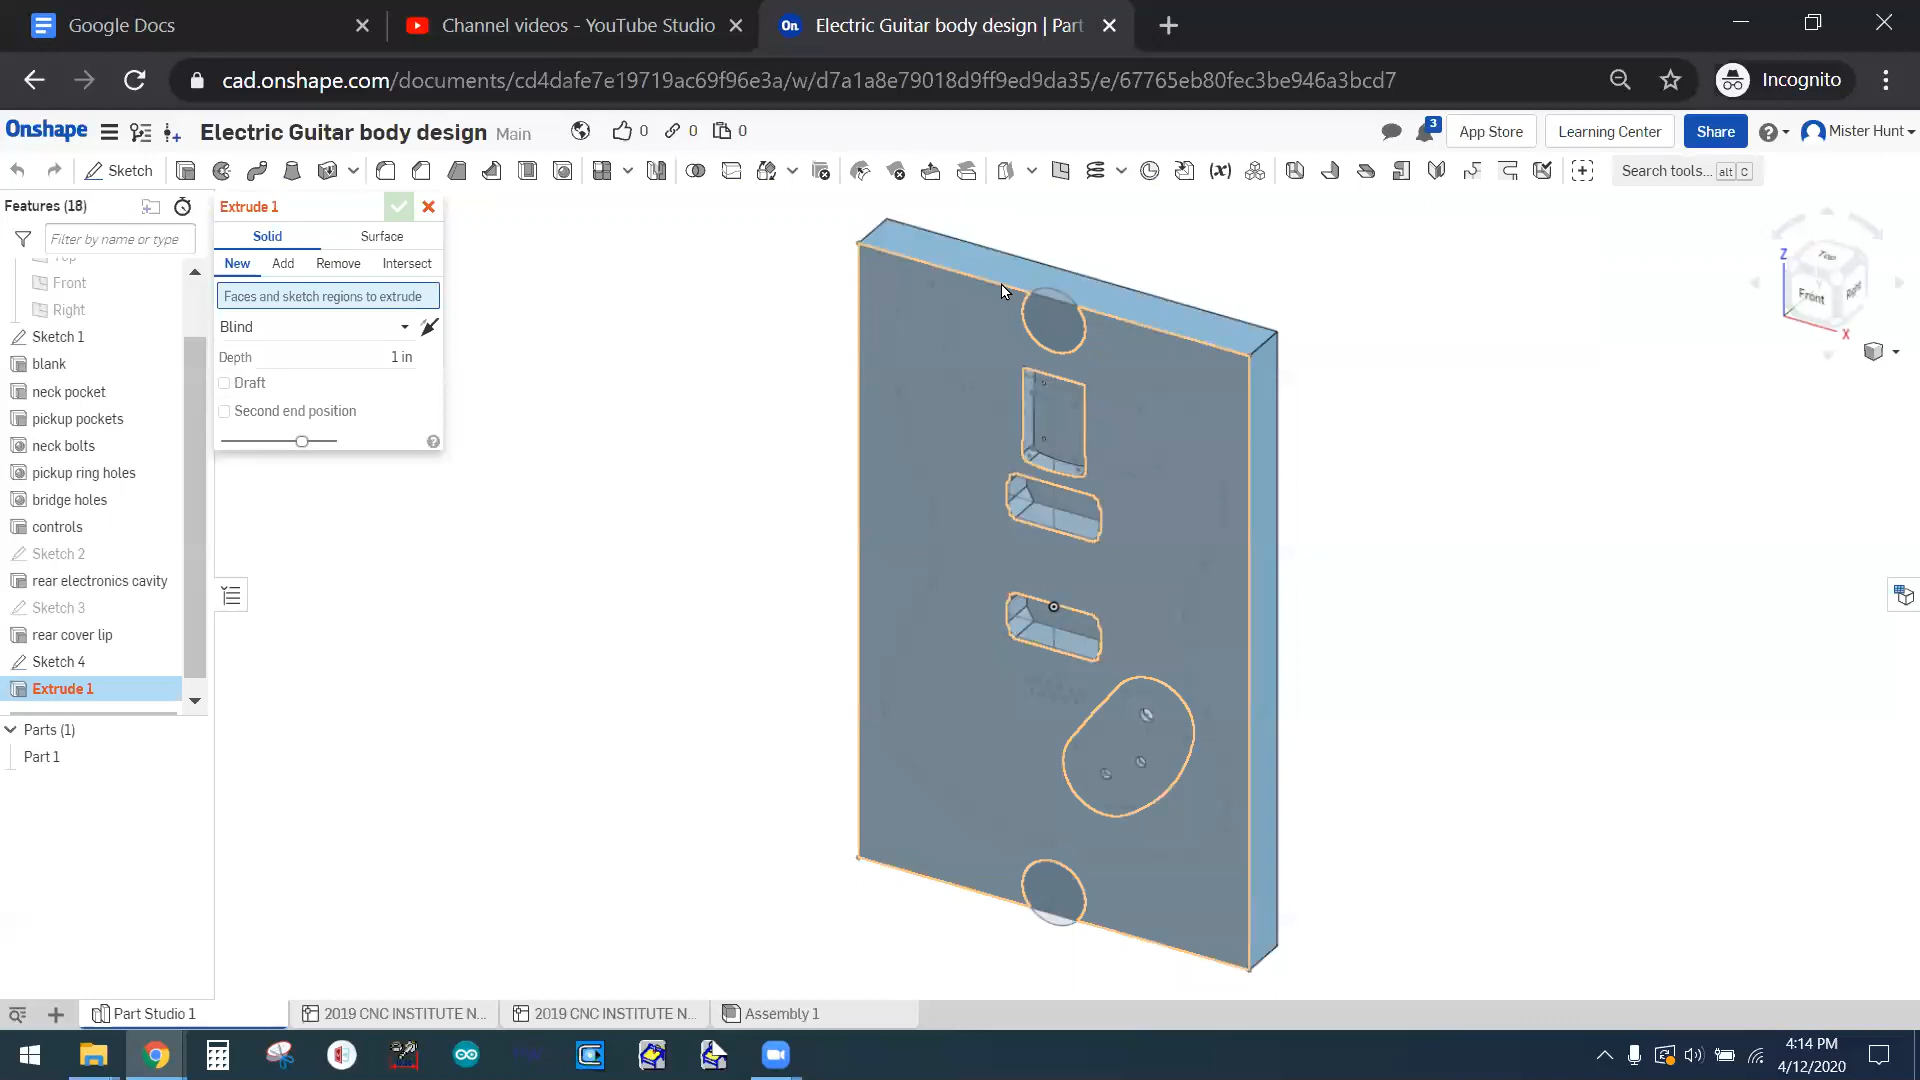 Google Docs
Channel videos - YouTube Studio
On. Electric Guitar body design | Part
cad.onshape.com/documents/cd4dafe7e19719ac69f96e3a/w/d7a1a8e79018d9ff9ed9da35/e/67765eb80fec3be946a3bcd7
Incognito
Onshape
Electric Guitar body design Main
0 0 0
3
App Store
Learning Center
Share
Mister Hunt
Sketch
Search tools... alt C
Features (18)
Filter by name or type
Top
Front
Right
Sketch 1
blank
neck pocket
pickup pockets
neck bolts
pickup ring holes
bridge holes
controls
Sketch 2
rear electronics cavity
Sketch 3
rear cover lip
Sketch 4
Extrude 1
Parts (1)
Part 1
Extrude 1
Solid Surface
New Add Remove Intersect
Faces and sketch regions to extrude
Blind
Depth 1 in
Draft
Second end position
Z
Top
Front
Right
X
Part Studio 1
2019 CNC INSTITUTE N...
2019 CNC INSTITUTE N...
Assembly 1
4:14 PM
4/12/2020